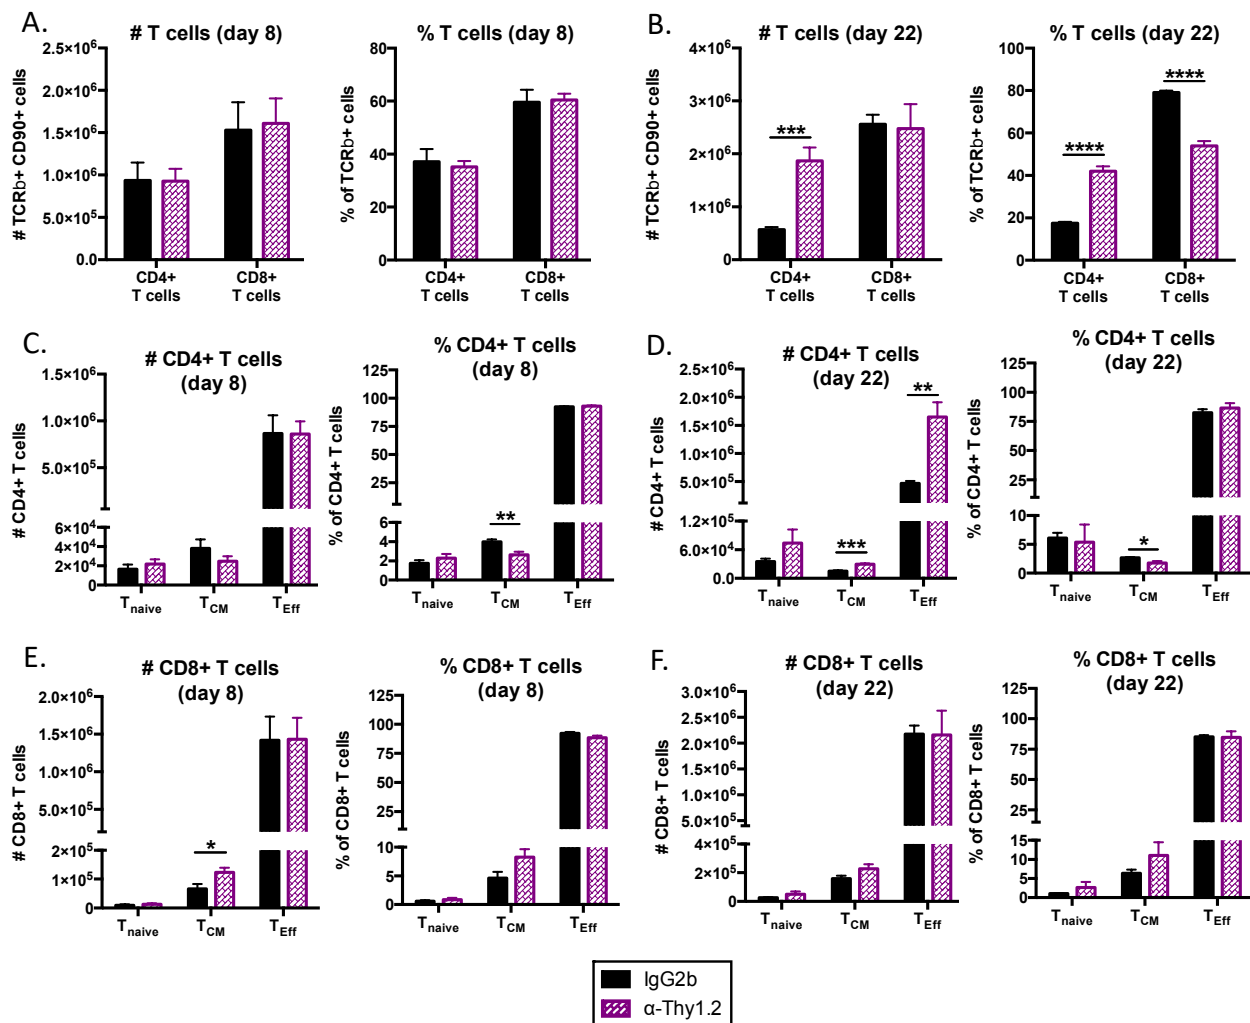 A.
# T cells (day 8)
# TCRb+ CD90+ cells
2.5×10⁶
2.0×10⁶
1.5×10⁶
1.0×10⁶
5.0×10⁵
0.0
CD4+ T cells
CD8+ T cells
% T cells (day 8)
% of TCRb+ cells
80
60
40
20
0
CD4+ T cells
CD8+ T cells
B.
# T cells (day 22)
# TCRb+ CD90+ cells
4×10⁶
3×10⁶
2×10⁶
1×10⁶
0
***
CD4+ T cells
CD8+ T cells
% T cells (day 22)
% of TCRb+ cells
100
80
60
40
20
0
****
****
CD4+ T cells
CD8+ T cells
C.
# CD4+ T cells
(day 8)
# CD4+ T cells
1.5×10⁶
1.0×10⁶
5.0×10⁵
6×10⁴
4×10⁴
2×10⁴
0
Tnaive
TCM
TEff
% CD4+ T cells
(day 8)
% of CD4+ T cells
125
100
75
50
25
6
4
2
0
**
Tnaive
TCM
TEff
D.
# CD4+ T cells
(day 22)
# CD4+ T cells
2.5×10⁶
2.0×10⁶
1.5×10⁶
1.0×10⁶
5.0×10⁵
1.2×10⁵
6.0×10⁴
0.0
***
**
Tnaive
TCM
TEff
% CD4+ T cells
(day 22)
% of CD4+ T cells
125
100
75
50
25
10
5
0
*
Tnaive
TCM
TEff
E.
# CD8+ T cells
(day 8)
# CD8+ T cells
2.0×10⁶
1.5×10⁶
1.0×10⁶
5.0×10⁵
2×10⁵
1×10⁵
0
*
Tnaive
TCM
TEff
% CD8+ T cells
(day 8)
% of CD8+ T cells
125
100
75
50
25
10
5
0
Tnaive
TCM
TEff
F.
# CD8+ T cells
(day 22)
# CD8+ T cells
3.0×10⁶
2.5×10⁶
2.0×10⁶
1.5×10⁶
1.0×10⁶
5.0×10⁵
4×10⁵
2×10⁵
0
Tnaive
TCM
TEff
% CD8+ T cells
(day 22)
% of CD8+ T cells
125
100
75
50
25
15
10
5
0
Tnaive
TCM
TEff
IgG2b
α-Thy1.2